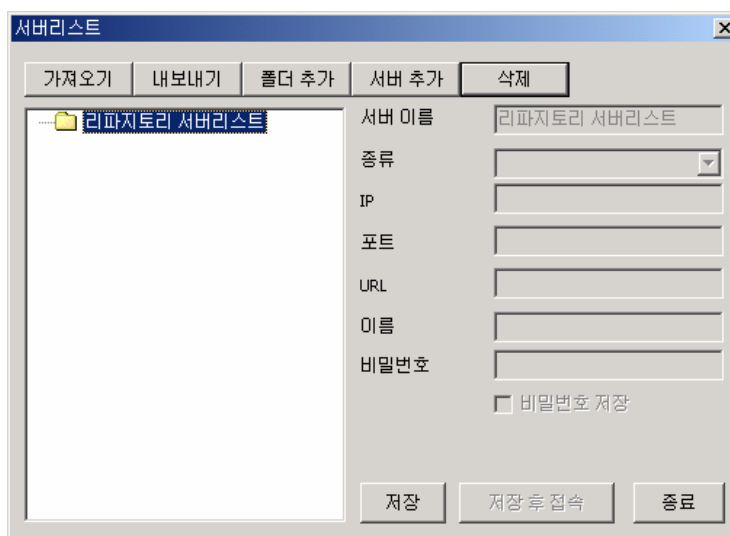 서버리스트
가져오기 내보내기 폴더 추가 서버 추가 삭제
리파지토리 서버리스트
서버 이름 리파지토리 서버리스트
종류
IP
포트
URL
이름
비밀번호
비밀번호 저장
저장 저장 후 접속 종료